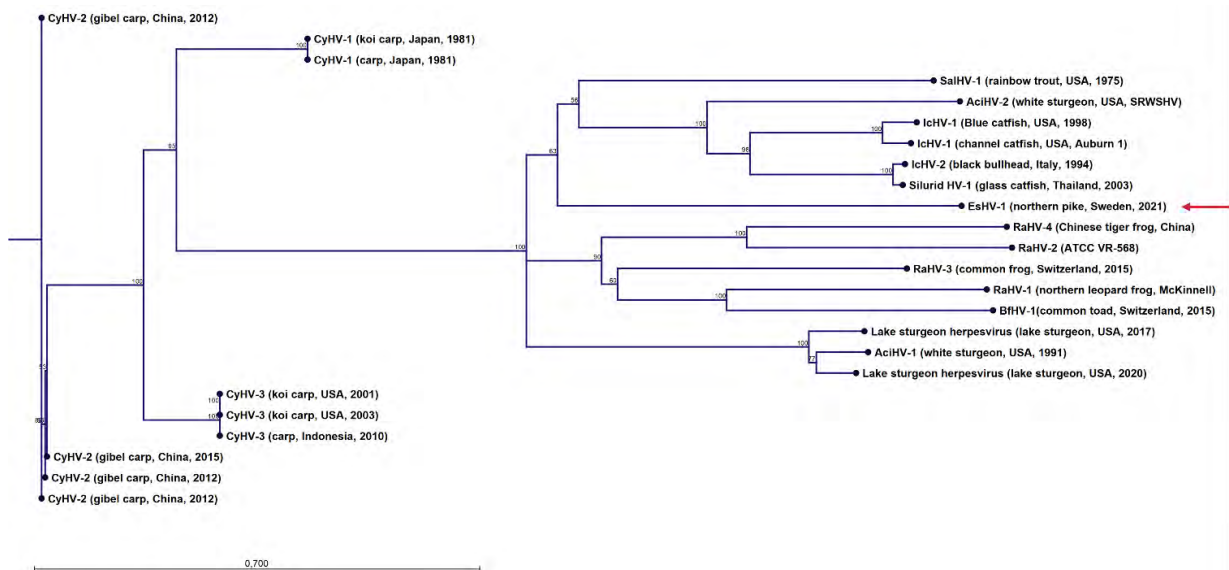 CyHV-2 (gibel carp, China, 2012)
CyHV-1 (koi carp, Japan, 1981)
100
CyHV-1 (carp, Japan, 1981)
SalHV-1 (rainbow trout, USA, 1975)
56
AciHV-2 (white sturgeon, USA, SRWSHV)
100
IcHV-1 (Blue catfish, USA, 1998)
100
IcHV-1 (channel catfish, USA, Auburn 1)
98
IcHV-2 (black bullhead, Italy, 1994)
100
Silurid HV-1 (glass catfish, Thailand, 2003)
63
EsHV-1 (northern pike, Sweden, 2021)
RaHV-4 (Chinese tiger frog, China)
100
RaHV-2 (ATCC VR-568)
100
90
RaHV-3 (common frog, Switzerland, 2015)
63
RaHV-1 (northern leopard frog, McKinnell)
100
BfHV-1(common toad, Switzerland, 2015)
Lake sturgeon herpesvirus (lake sturgeon, USA, 2017)
100
AciHV-1 (white sturgeon, USA, 1991)
77
Lake sturgeon herpesvirus (lake sturgeon, USA, 2020)
100
CyHV-3 (koi carp, USA, 2001)
100
CyHV-3 (koi carp, USA, 2003)
CyHV-3 (carp, Indonesia, 2010)
CyHV-2 (gibel carp, China, 2015)
CyHV-2 (gibel carp, China, 2012)
CyHV-2 (gibel carp, China, 2012)
0,700